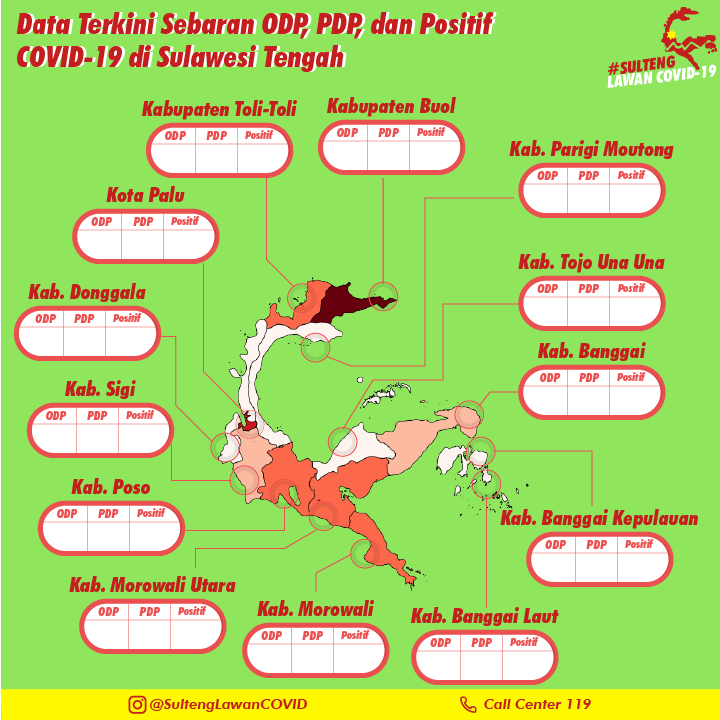 Data Terkini Sebaran ODP, PDP, dan Positif
COVID-19 di Sulawesi Tengah
#SULTENG
LAWAN COVID-19
Kabupaten Toli-Toli
ODP PDP Positif
Kabupaten Buol
ODP PDP Positif
Kab. Parigi Moutong
ODP PDP Positif
Kota Palu
ODP PDP Positif
Kab. Tojo Una Una
ODP PDP Positif
Kab. Donggala
ODP PDP Positif
Kab. Banggai
ODP PDP Positif
Kab. Sigi
ODP PDP Positif
Kab. Poso
ODP PDP Positif
Kab. Banggai Kepulauan
ODP PDP Positif
Kab. Morowali Utara
ODP PDP Positif
Kab. Morowali
ODP PDP Positif
Kab. Banggai Laut
ODP PDP Positif
@SultengLawanCOVID
Call Center 119